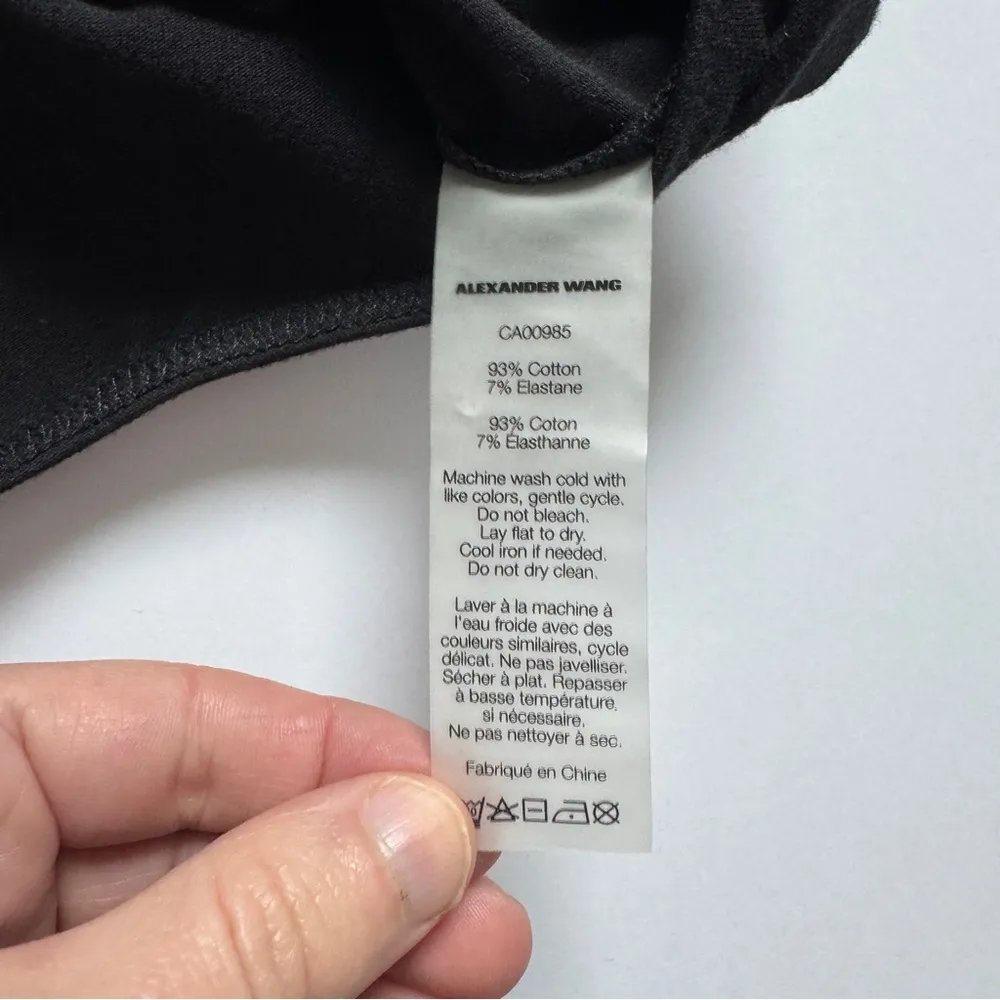 ALEXANDER WANG
CA00985
93% Cotton
7% Elastane
93% Coton
7% Élasthanne
Machine wash cold with
like colors, gentle cycle.
Do not bleach.
Lay flat to dry.
Cool iron if needed.
Do not dry clean.
Laver à la machine à
l'eau froide avec des
couleurs similaires, cycle
délicat. Ne pas javelliser.
Sécher à plat. Repasser
à basse température,
si nécessaire.
Ne pas nettoyer à sec.
Fabriqué en Chine